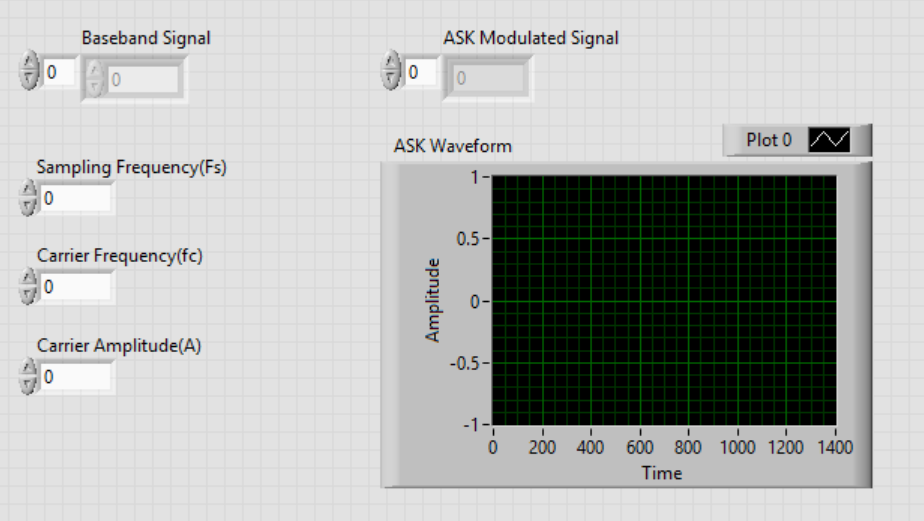 Baseband Signal
0
0
ASK Modulated Signal
0
0
Sampling Frequency(Fs)
0
Carrier Frequency(fc)
0
Carrier Amplitude(A)
0
ASK Waveform
Plot 0
1
0.5
0
-0.5
-1
Amplitude
0 200 400 600 800 1000 1200 1400
Time